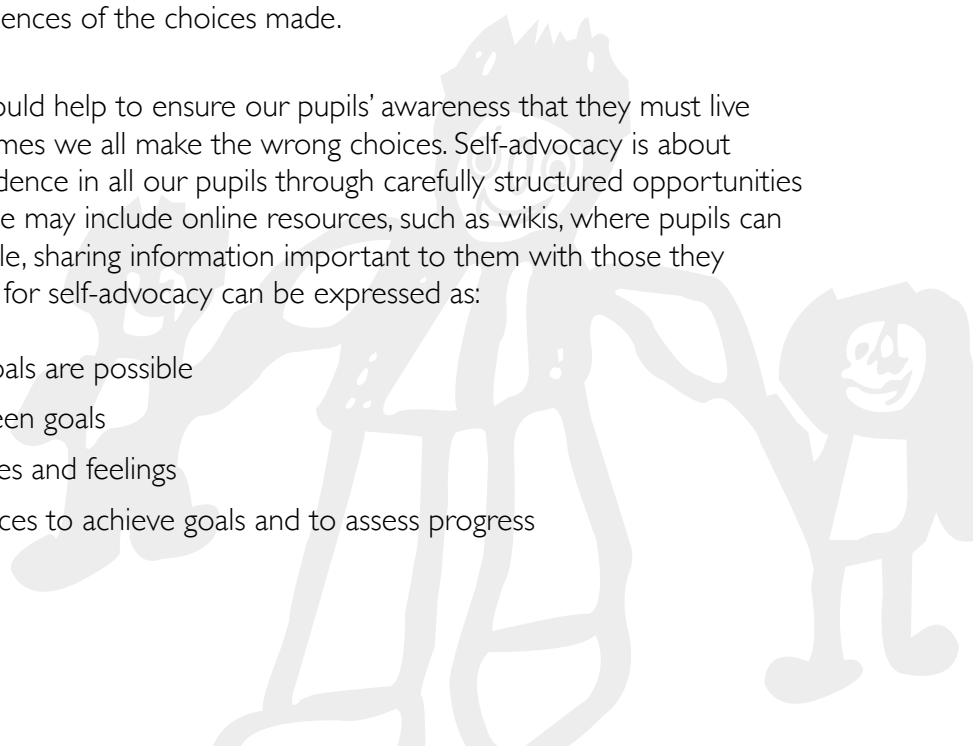 ences of the choices made.
ould help to ensure our pupils’ awareness that they must live
mes we all make the wrong choices. Self-advocacy is about
dence in all our pupils through carefully structured opportunities
e may include online resources, such as wikis, where pupils can
le, sharing information important to them with those they
for self-advocacy can be expressed as:
oals are possible
een goals
es and feelings
ces to achieve goals and to assess progress